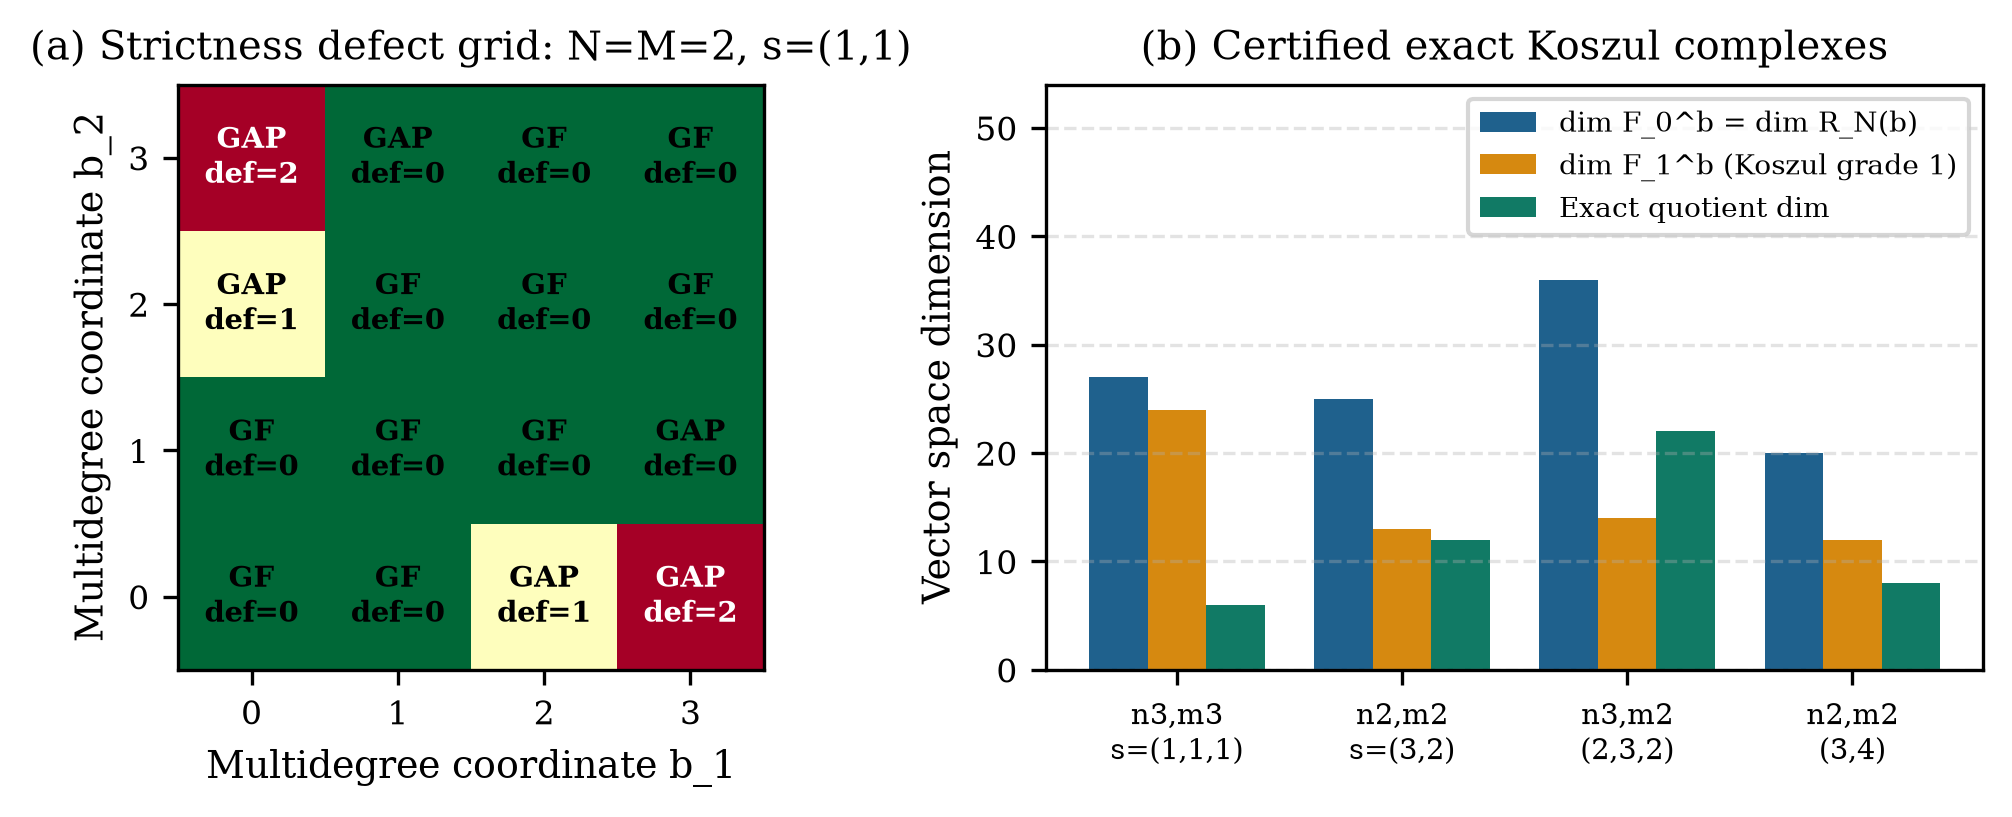 (a) Strictness defect grid: N=M=2, s=(1,1)
Multidegree coordinate b_2
3
2
1
0
GAP
def=2
GAP
def=0
GF
def=0
GF
def=0
GAP
def=1
GF
def=0
GF
def=0
GF
def=0
GF
def=0
GF
def=0
GF
def=0
GAP
def=0
GF
def=0
GF
def=0
GAP
def=1
GAP
def=2
0
1
2
3
Multidegree coordinate b_1
(b) Certified exact Koszul complexes
Vector space dimension
50
40
30
20
10
0
dim F_0^b = dim R_N(b)
dim F_1^b (Koszul grade 1)
Exact quotient dim
n3,m3
s=(1,1,1)
n2,m2
s=(3,2)
n3,m2
(2,3,2)
n2,m2
(3,4)